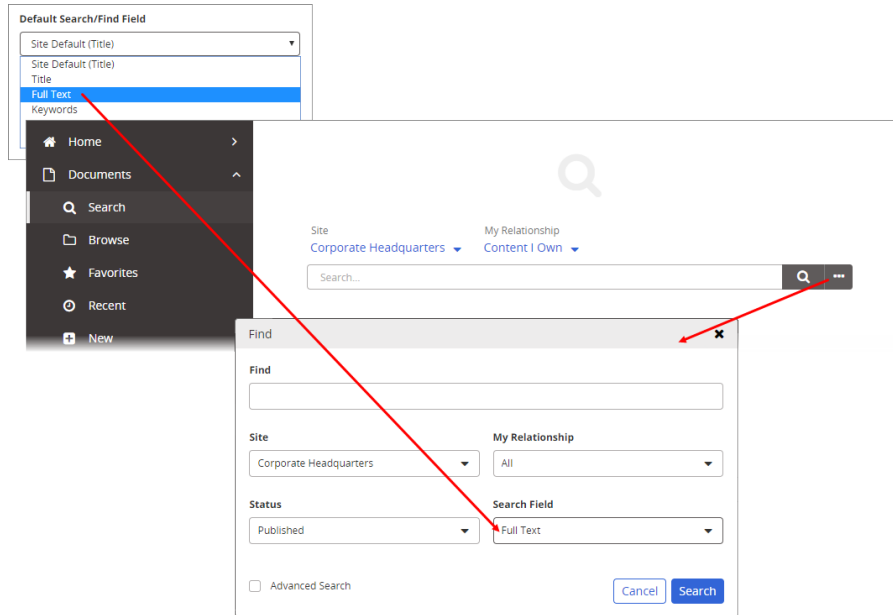 Default Search/Find Field
Site Default (Title)
Site Default (Title)
Title
Full Text
Keywords
Home
Documents
Search
Browse
Favorites
Recent
New
Site
My Relationship
Corporate Headquarters
Content I Own
Search...
Find
Find
Site
My Relationship
Corporate Headquarters
All
Status
Search Field
Published
Full Text
Advanced Search
Cancel
Search